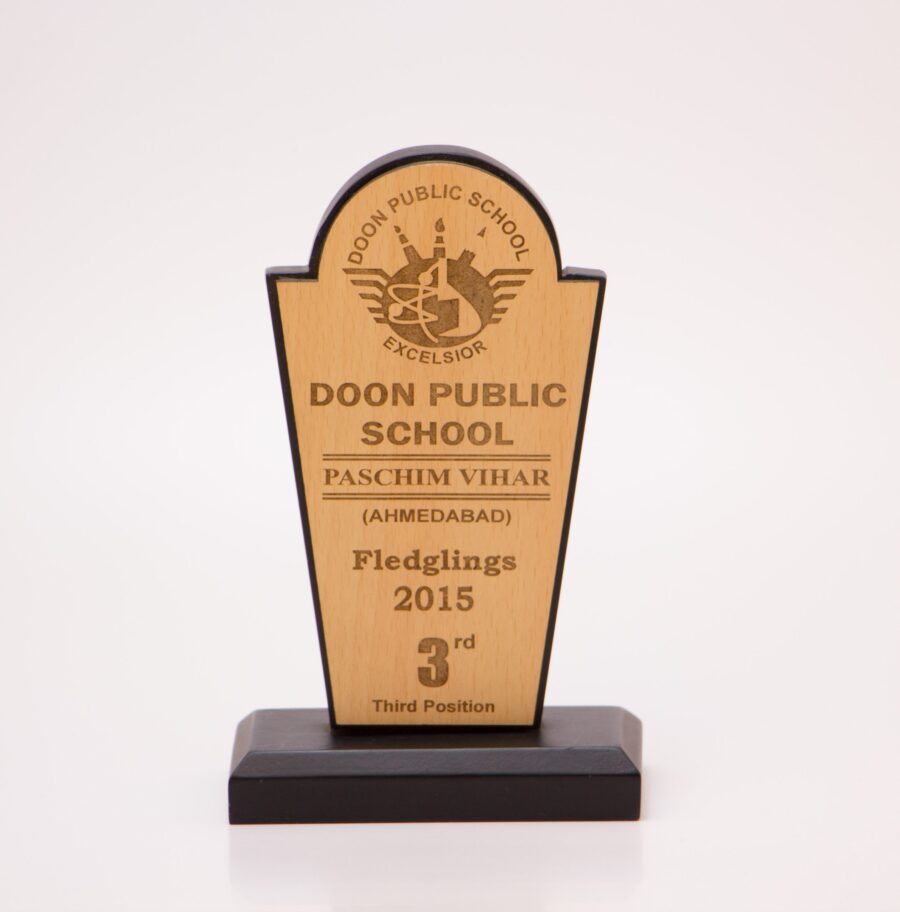 DOON PUBLIC SCHOOL
EXCELSIOR
DOON PUBLIC
SCHOOL
PASCHIM VIHAR
(AHMEDABAD)
Fledglings
2015
3rd
Third Position